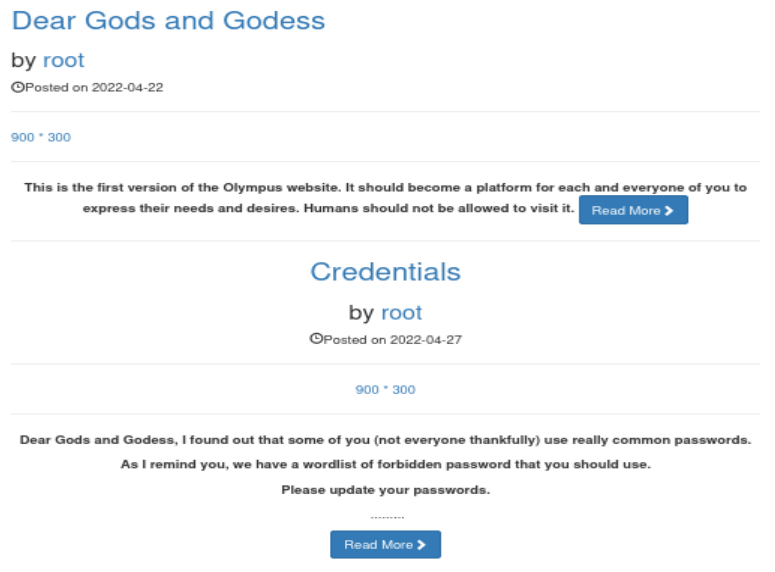 Dear Gods and Godess
by root
Posted on 2022-04-22
900 * 300
This is the first version of the Olympus website. It should become a platform for each and everyone of you to
express their needs and desires. Humans should not be allowed to visit it. Read More
Credentials
by root
Posted on 2022-04-27
900 * 300
Dear Gods and Godess, I found out that some of you (not everyone thankfully) use really common passwords.
As I remind you, we have a wordlist of forbidden password that you should use.
Please update your passwords.
.........
Read More